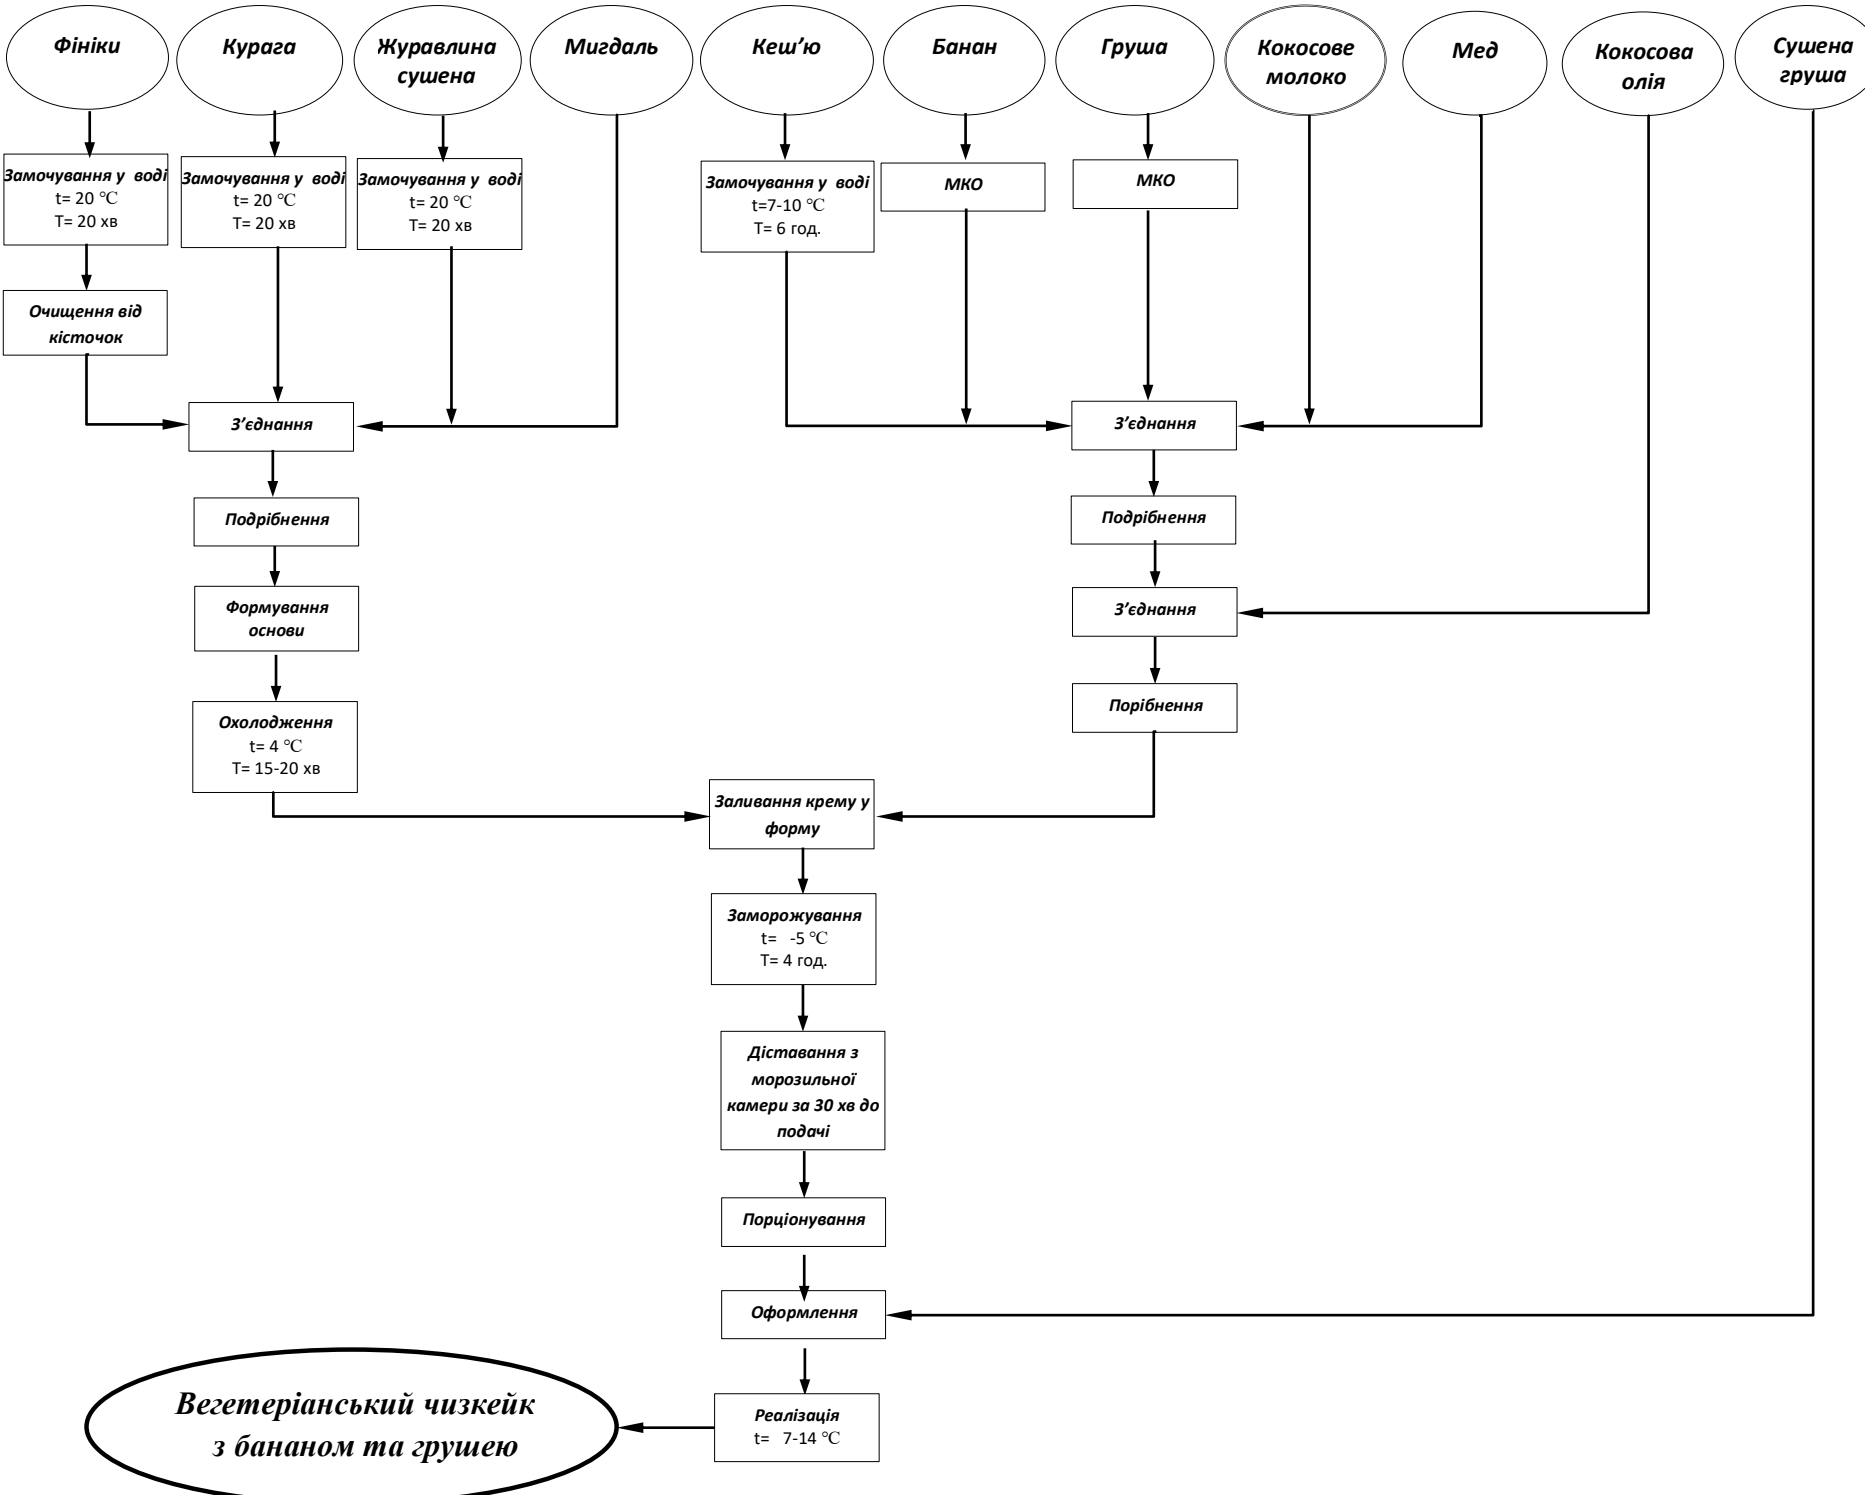 Фініки
Курага
Журавлина
сушена
Мигдаль
Кеш’ю
Банан
Груша
Кокосове
молоко
Мед
Кокосова
олія
Сушена
груша
Замочування у воді
t= 20 ℃
T= 20 хв
Замочування у воді
t= 20 ℃
T= 20 хв
Замочування у воді
t= 20 ℃
T= 20 хв
Замочування у воді
t=7-10 ℃
T= 6 год.
МКО
МКО
Очищення від
кісточок
З’єднання
З’єднання
Подрібнення
Подрібнення
Формування
основи
З’єднання
Охолодження
t= 4 ℃
T= 15-20 хв
Порібнення
Заливання крему у
форму
Заморожування
t= -5 ℃
T= 4 год.
Діставання з
морозильної
камери за 30 хв до
подачі
Порціонування
Оформлення
Реалізація
t= 7-14 ℃
Вегетеріанський чизкейк
з бананом та грушею